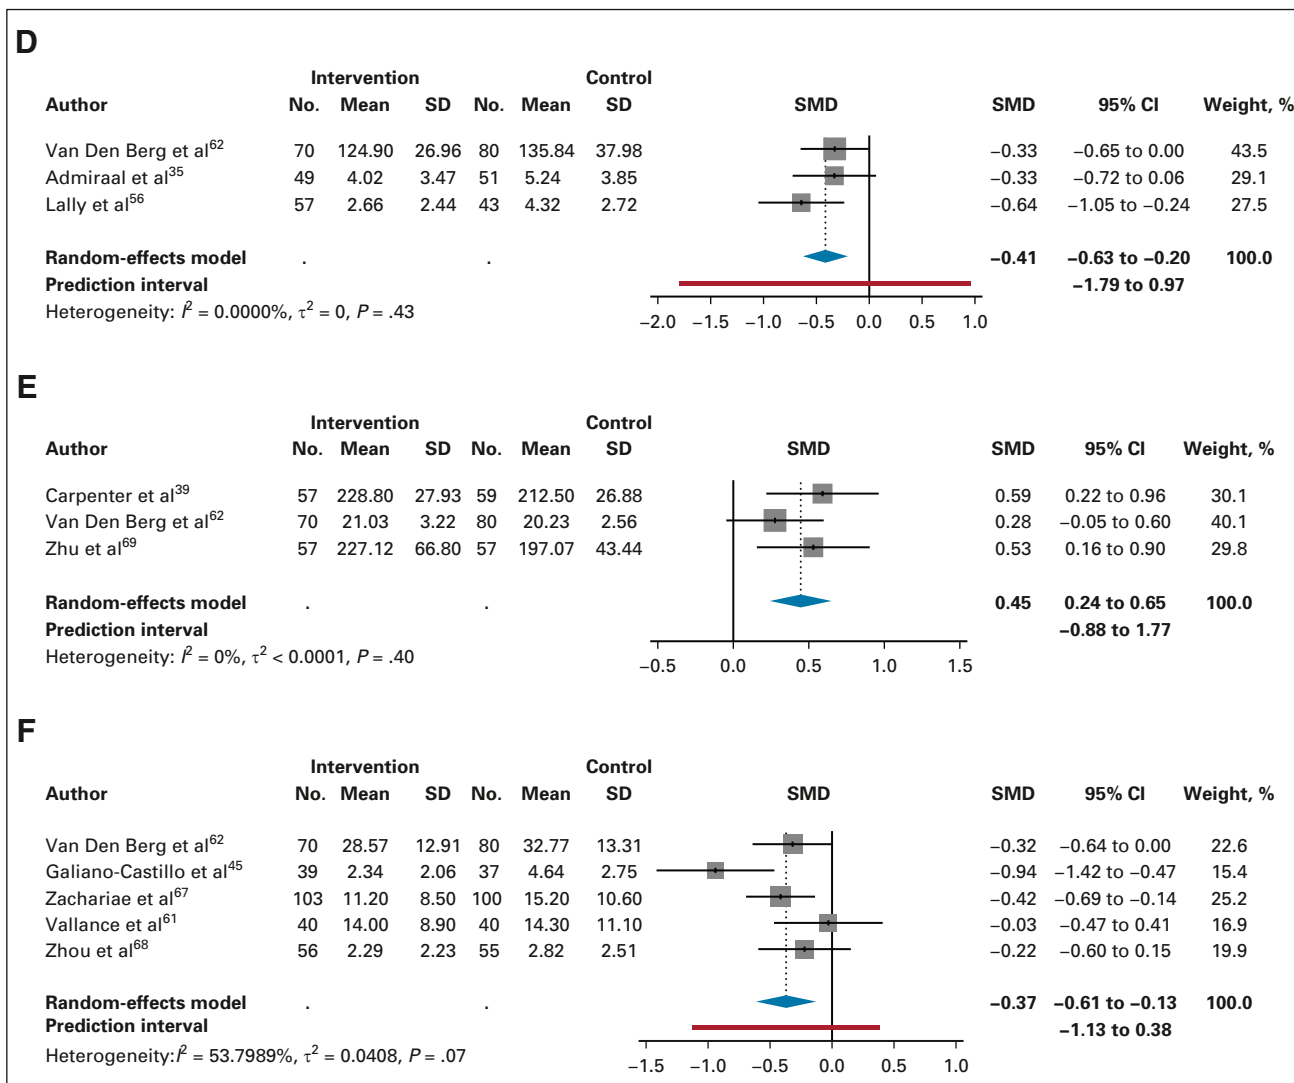 D
Intervention Control
Author No. Mean SD No. Mean SD SMD SMD 95% CI Weight, %
Van Den Berg et al62 70 124.90 26.96 80 135.84 37.98 −0.33 −0.65 to 0.00 43.5
Admiraal et al35 49 4.02 3.47 51 5.24 3.85 −0.33 −0.72 to 0.06 29.1
Lally et al56 57 2.66 2.44 43 4.32 2.72 −0.64 −1.05 to −0.24 27.5
Random-effects model . . −0.41 −0.63 to −0.20 100.0
Prediction interval −1.79 to 0.97
Heterogeneity: I2 = 0.0000%, τ2 = 0, P = .43
−2.0 −1.5 −1.0 −0.5 0.0 0.5 1.0
E
Intervention Control
Author No. Mean SD No. Mean SD SMD SMD 95% CI Weight, %
Carpenter et al39 57 228.80 27.93 59 212.50 26.88 0.59 0.22 to 0.96 30.1
Van Den Berg et al62 70 21.03 3.22 80 20.23 2.56 0.28 −0.05 to 0.60 40.1
Zhu et al69 57 227.12 66.80 57 197.07 43.44 0.53 0.16 to 0.90 29.8
Random-effects model . . 0.45 0.24 to 0.65 100.0
Prediction interval −0.88 to 1.77
Heterogeneity: I2 = 0%, τ2 < 0.0001, P = .40
−0.5 0.0 0.5 1.0 1.5
F
Intervention Control
Author No. Mean SD No. Mean SD SMD SMD 95% CI Weight, %
Van Den Berg et al62 70 28.57 12.91 80 32.77 13.31 −0.32 −0.64 to 0.00 22.6
Galiano-Castillo et al45 39 2.34 2.06 37 4.64 2.75 −0.94 −1.42 to −0.47 15.4
Zachariae et al67 103 11.20 8.50 100 15.20 10.60 −0.42 −0.69 to −0.14 25.2
Vallance et al61 40 14.00 8.90 40 14.30 11.10 −0.03 −0.47 to 0.41 16.9
Zhou et al68 56 2.29 2.23 55 2.82 2.51 −0.22 −0.60 to 0.15 19.9
Random-effects model . . −0.37 −0.61 to −0.13 100.0
Prediction interval −1.13 to 0.38
Heterogeneity:I2 = 53.7989%, τ2 = 0.0408, P = .07
−1.5 −1.0 −0.5 0.0 0.5 1.0